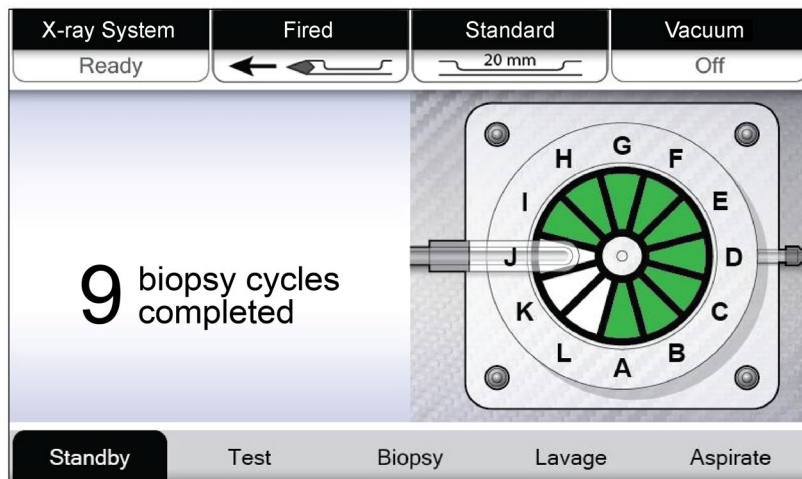 X-ray System
Fired
Standard
Vacuum
Ready
20 mm
Off
9 biopsy cycles
completed
G
H
F
I
E
J
D
K
C
L
B
A
Standby
Test
Biopsy
Lavage
Aspirate